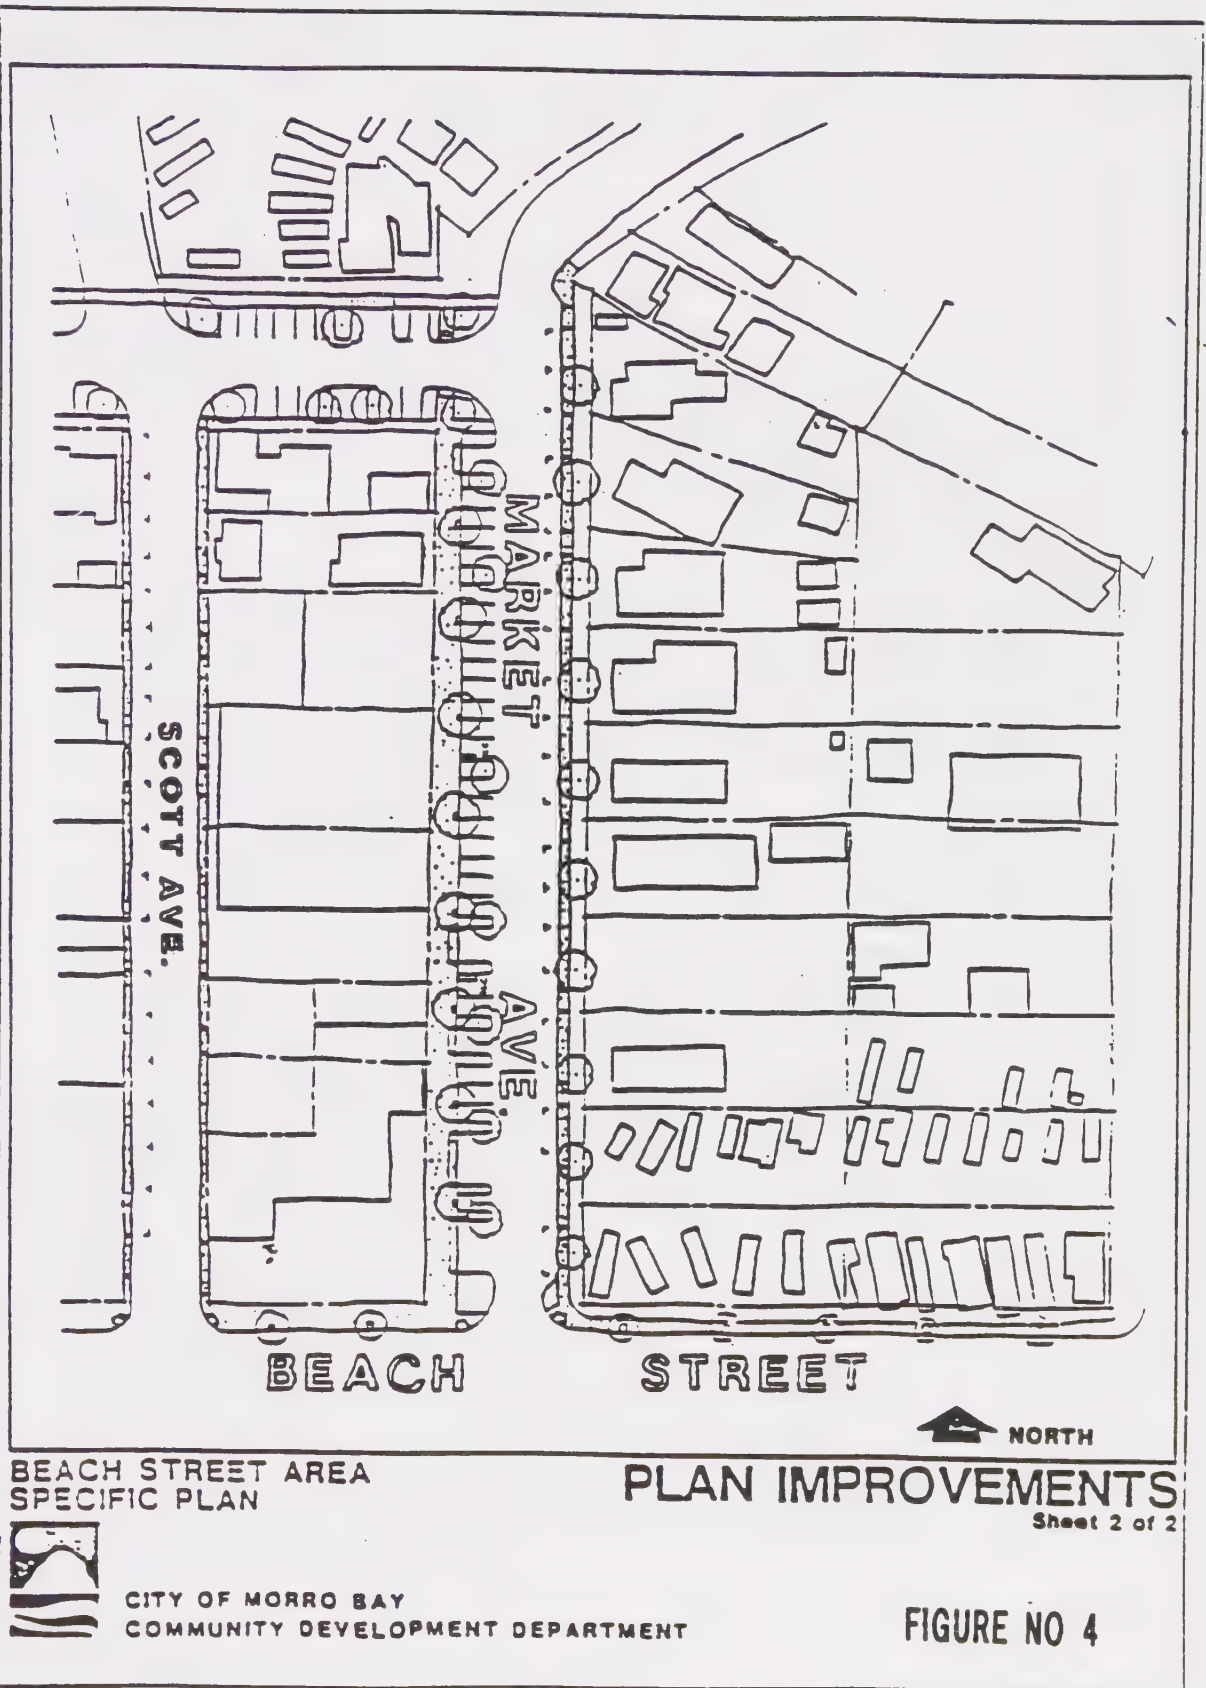 MARKET AVE.
SCOTT AVE.
BEACH STREET
NORTH
BEACH STREET AREA
SPECIFIC PLAN
PLAN IMPROVEMENTS
Sheet 2 of 2
CITY OF MORRO BAY
COMMUNITY DEVELOPMENT DEPARTMENT
FIGURE NO 4